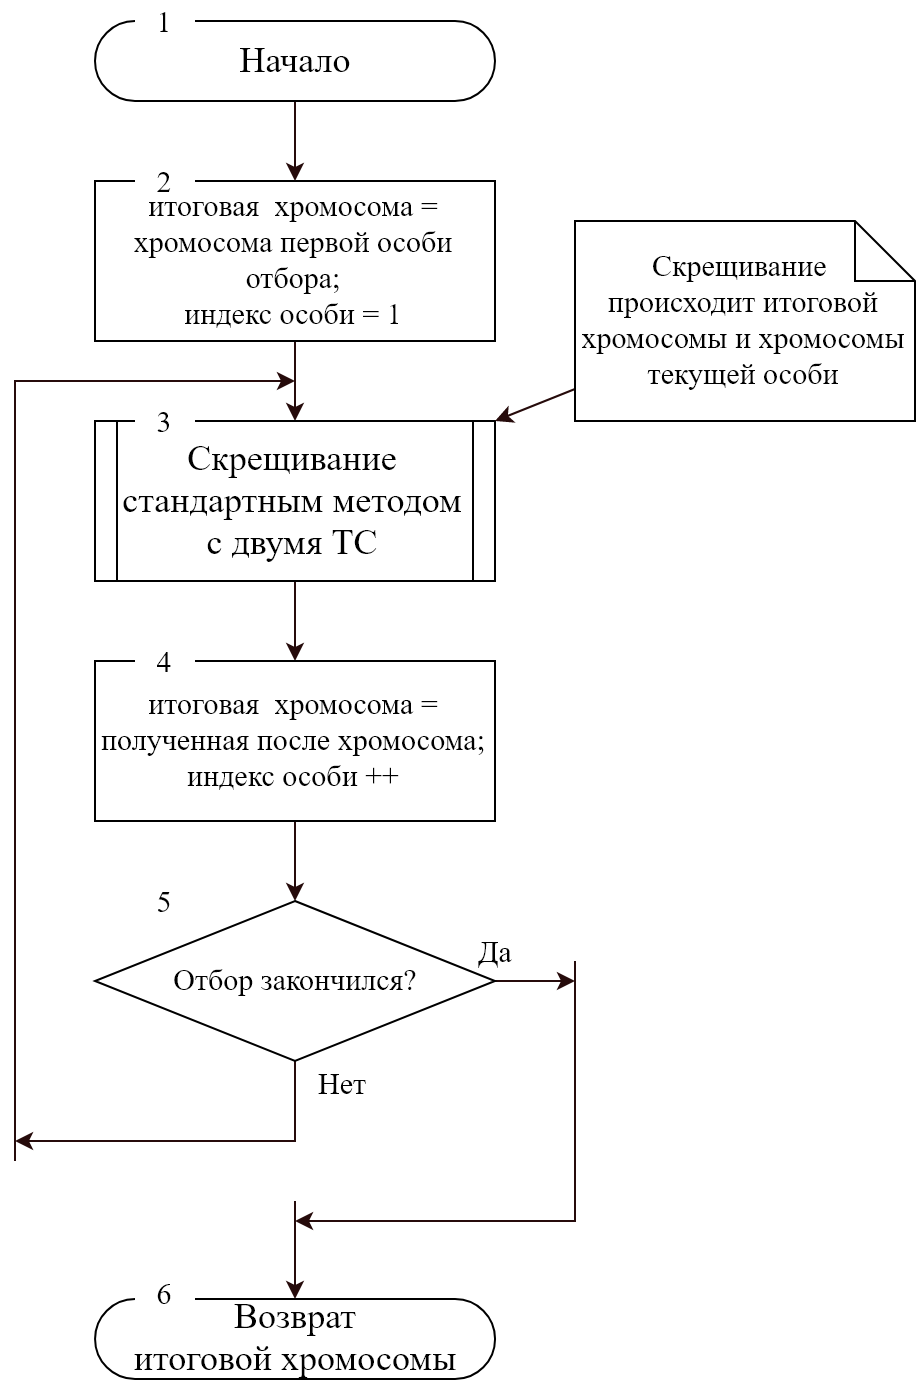 1
Начало
2
итоговая  хромосома =
хромосома первой особи
отбора;
индекс особи = 1
Скрещивание
происходит итоговой
хромосомы и хромосомы
текущей особи
3
Скрещивание
стандартным методом
с двумя ТС
4
итоговая  хромосома =
полученная после хромосома;
индекс особи ++
5
Да
Отбор закончился?
Нет
6
Возврат
итоговой хромосомы